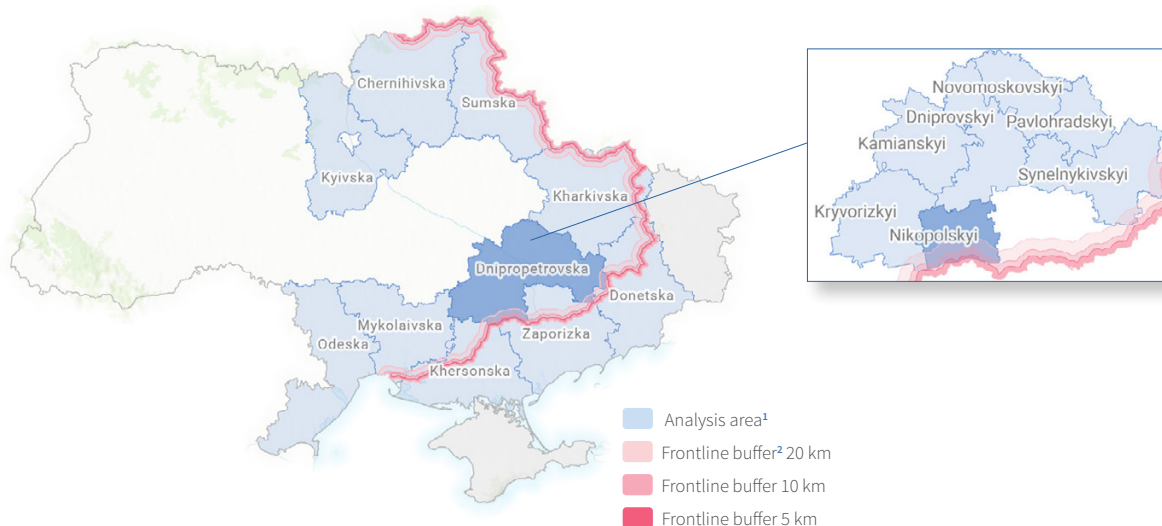 Chernihivska
Sumska
Kyivska
Kharkivska
Dnipropetrovska
Donetska
Mykolaivska
Odeska
Zaporizka
Khersonska
Novomoskovskyi
Dniprovskyi
Pavlohradskyi
Kamianskyi
Synelnykivskyi
Kryvorizkyi
Nikopolskyi
Analysis area¹
Frontline buffer² 20 km
Frontline buffer 10 km
Frontline buffer 5 km